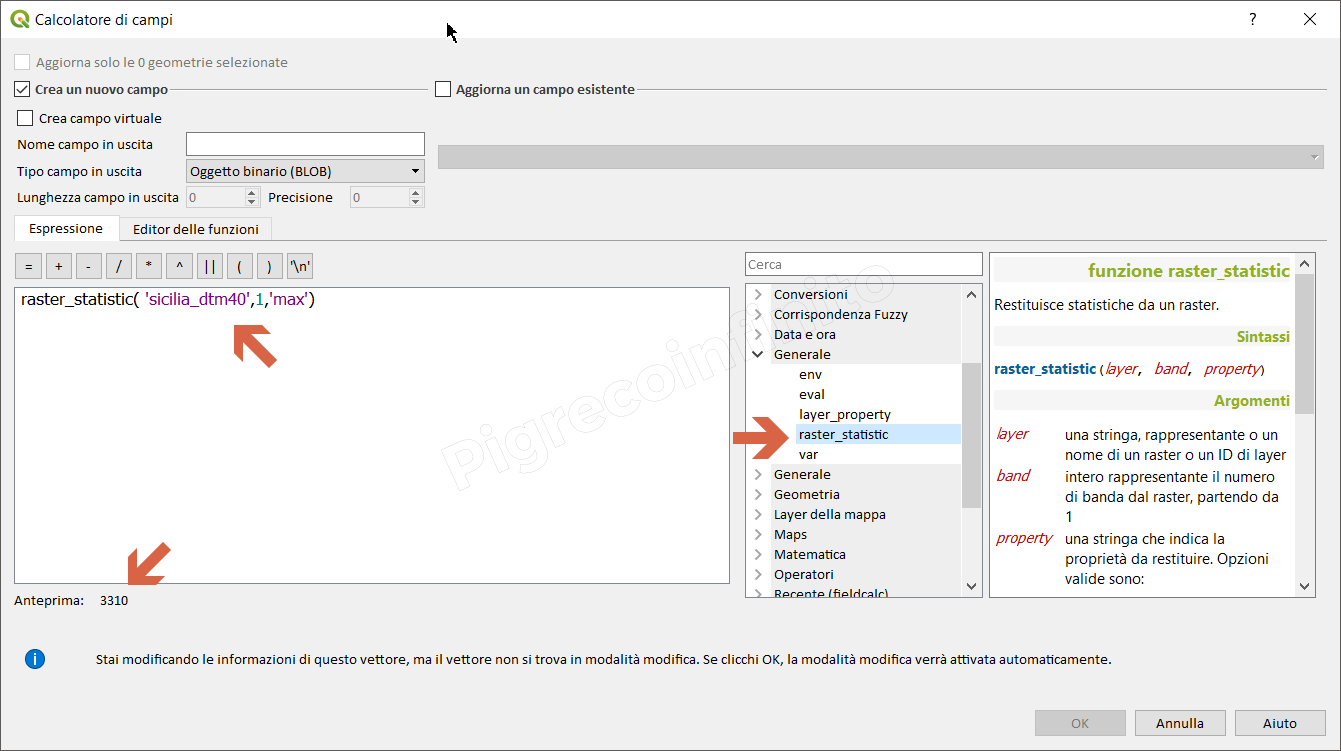 Calcolatore di campi
?
Aggiorna solo le 0 geometrie selezionate
Crea un nuovo campo
Aggiorna un campo esistente
Crea campo virtuale
Nome campo in uscita
Tipo campo in uscita
Oggetto binario (BLOB)
Lunghezza campo in uscita 0 Precisione 0
Espressione
Editor delle funzioni
= + - / * ^ || ( ) '\n'
raster_statistic( 'sicilia_dtm40',1,'max')
Anteprima: 3310
Cerca
Conversioni
Corrispondenza Fuzzy
Data e ora
Generale
env
eval
layer_property
raster_statistic
var
Generale
Geometria
Layer della mappa
Maps
Matematica
Operatori
Recente (fieldcalc)
funzione raster_statistic
Restituisce statistiche da un raster.
Sintassi
raster_statistic(layer, band, property)
Argomenti
layer una stringa, rappresentante o un
nome di un raster o un ID di layer
band intero rappresentante il numero
di banda dal raster, partendo da
1
property una stringa che indica la
proprietà da restituire. Opzioni
valide sono:
Pigrecoinfinito
Stai modificando le informazioni di questo vettore, ma il vettore non si trova in modalità modifica. Se clicchi OK, la modalità modifica verrà attivata automaticamente.
OK
Annulla
Aiuto